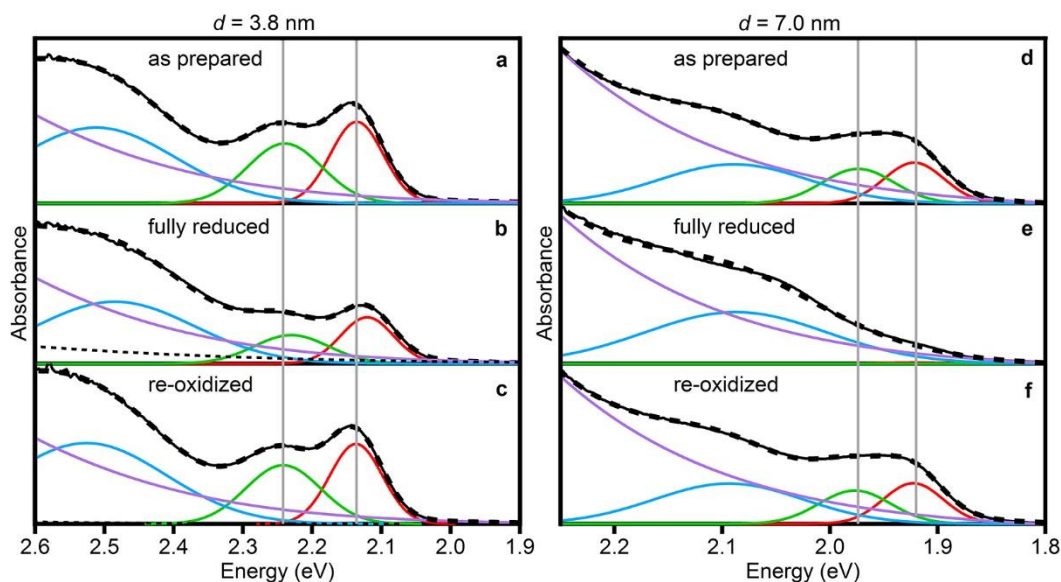 d = 3.8 nm
as prepared
a
fully reduced
b
re-oxidized
c
Absorbance
2.6 2.5 2.4 2.3 2.2 2.1 2.0 1.9
Energy (eV)
d = 7.0 nm
as prepared
d
fully reduced
e
re-oxidized
f
Absorbance
2.2 2.1 2.0 1.9 1.8
Energy (eV)